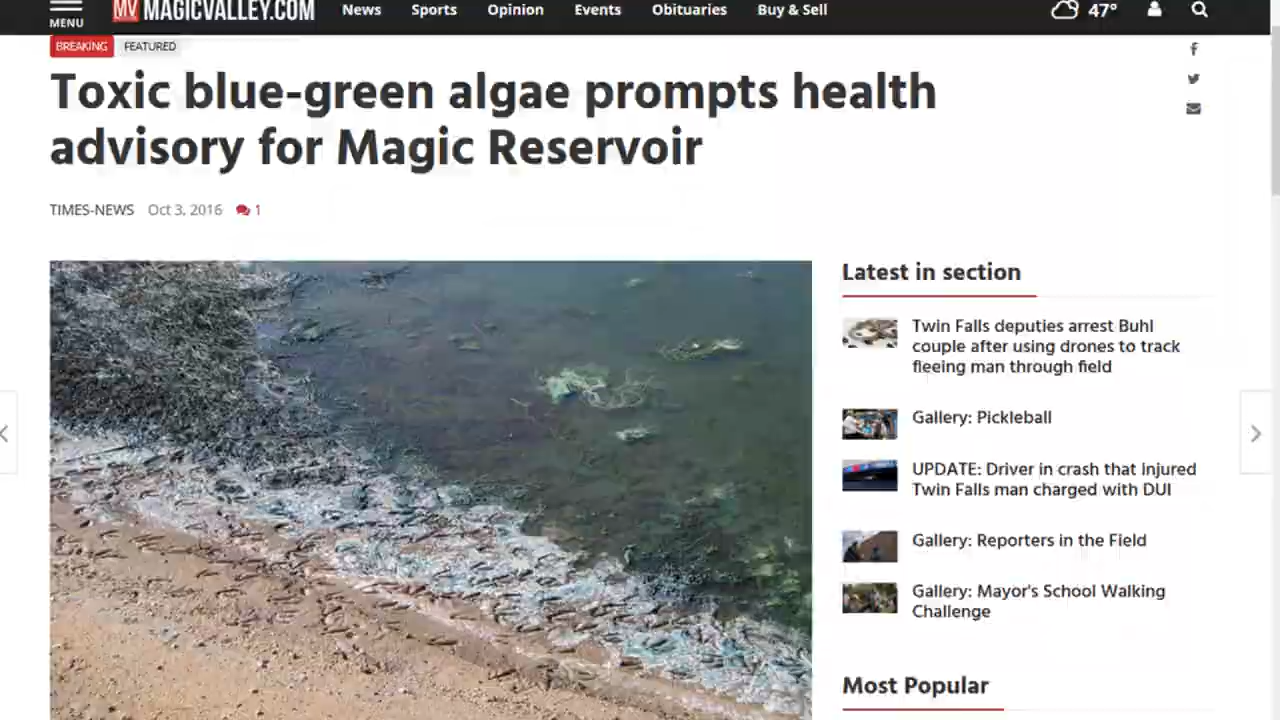 MENU
MV MAGICVALLEY.COM
News Sports Opinion Events Obituaries Buy & Sell
47°
BREAKING FEATURED
Toxic blue-green algae prompts health
advisory for Magic Reservoir
TIMES-NEWS Oct 3, 2016 1
Latest in section
Twin Falls deputies arrest Buhl
couple after using drones to track
fleeing man through field
Gallery: Pickleball
UPDATE: Driver in crash that injured
Twin Falls man charged with DUI
Gallery: Reporters in the Field
Gallery: Mayor's School Walking
Challenge
Most Popular